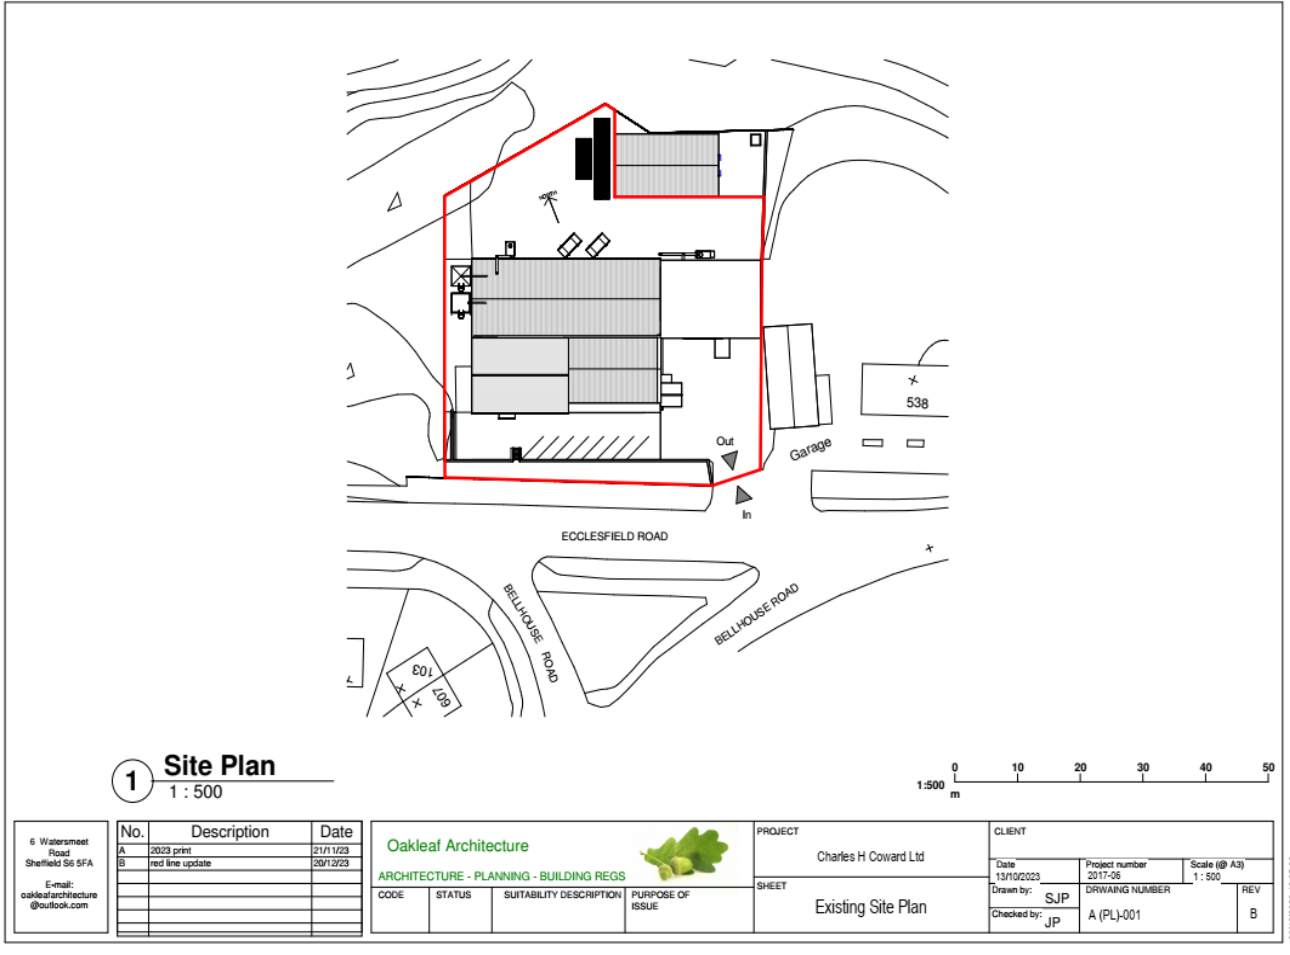 NORTH
538
Out
Garage
In
ECCLESFIELD ROAD
BELLHOUSE ROAD
BELLHOUSE ROAD
103
607
1 Site Plan
1 : 500
0 10 20 30 40 50
1:500
m
6 Watersmeet
Road
Sheffield S6 5FA
E-mail:
oakleafarchitecture
@outlook.com
No. Description Date
A 2023 print 21/11/23
B red line update 20/12/23
Oakleaf Architecture
ARCHITECTURE - PLANNING - BUILDING REGS
CODE STATUS SUITABILITY DESCRIPTION PURPOSE OF
ISSUE
PROJECT
Charles H Coward Ltd
SHEET
Existing Site Plan
CLIENT
Date Project number Scale (@ A3)
13/10/2023 2017-06 1 : 500
Drawn by: SJP DRWAING NUMBER REV
Checked by: JP A (PL)-001 B